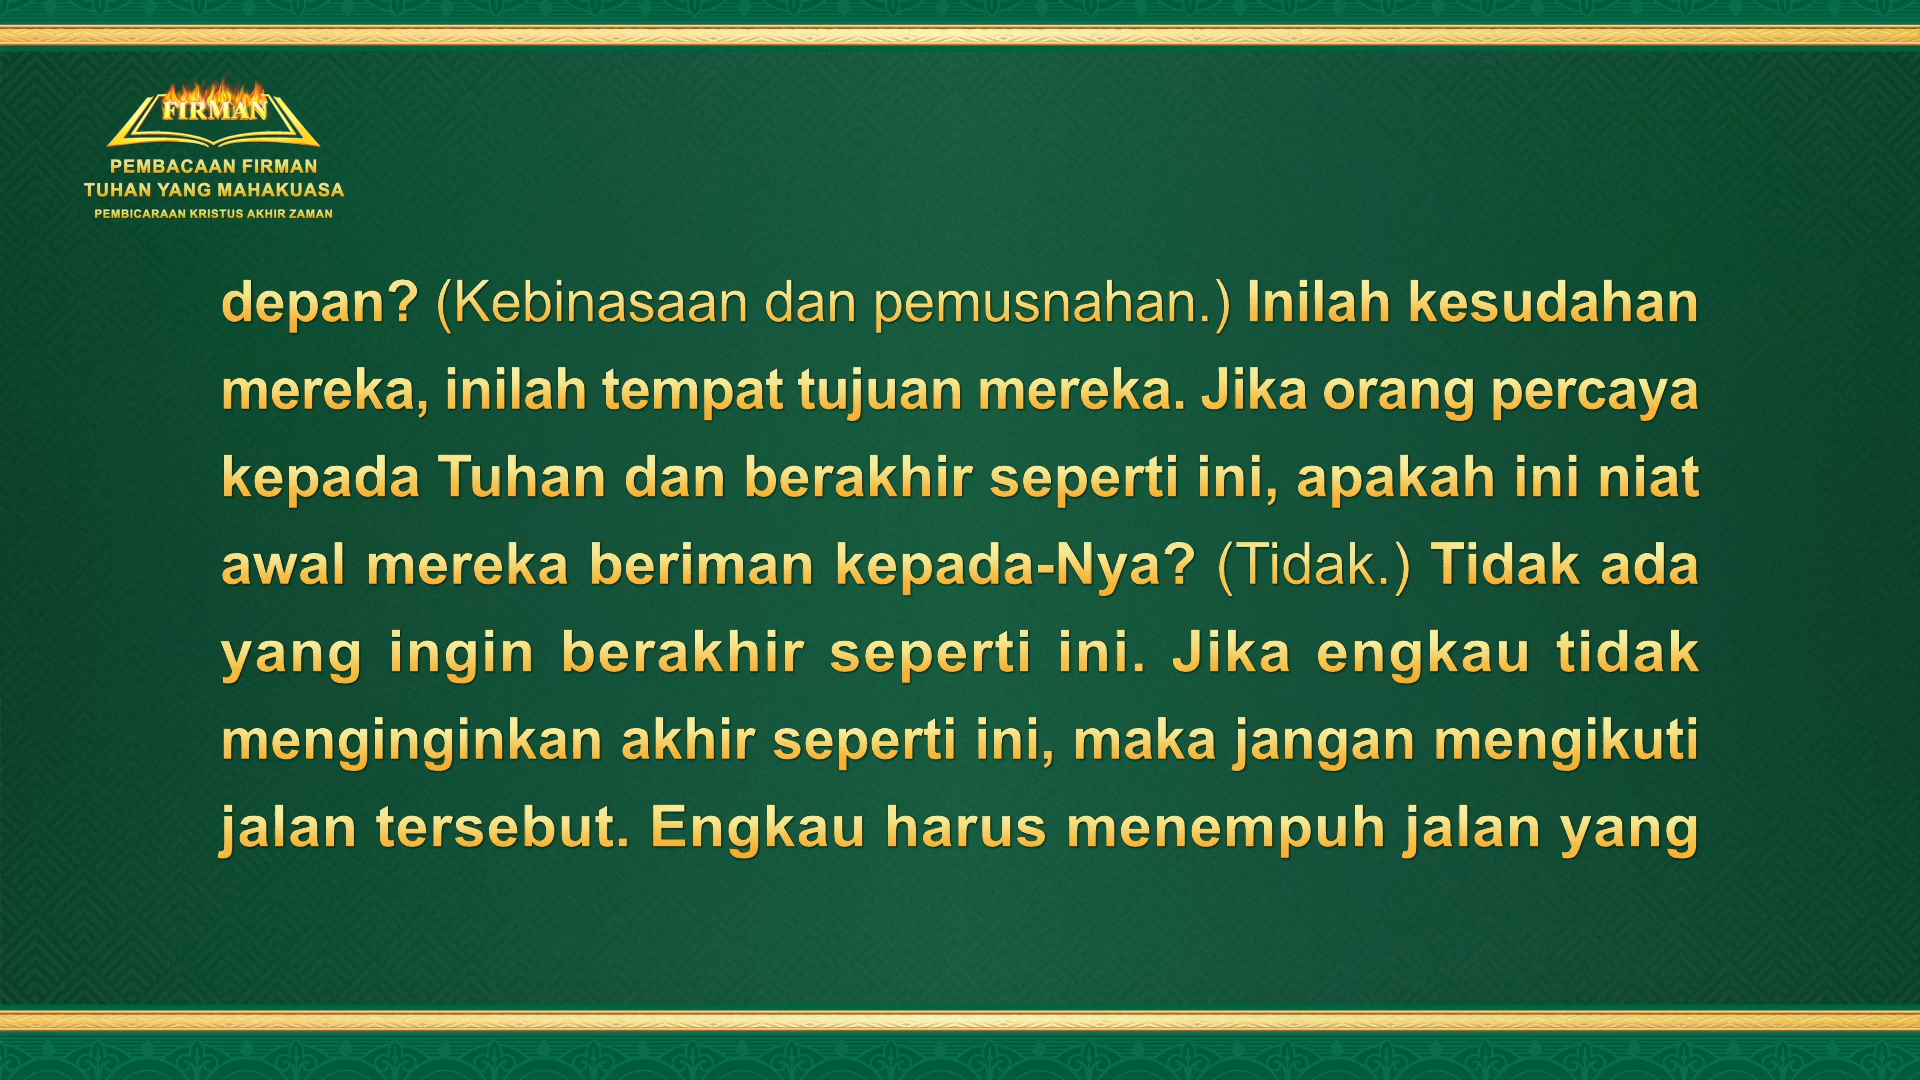 FIRMAN
PEMBACAAN FIRMAN
TUHAN YANG MAHAKUASA
PEMBICARAAN KRISTUS AKHIR ZAMAN
depan? (Kebinasaan dan pemusnahan.) Inilah kesudahan
mereka, inilah tempat tujuan mereka. Jika orang percaya
kepada Tuhan dan berakhir seperti ini, apakah ini niat
awal mereka beriman kepada-Nya? (Tidak.) Tidak ada
yang ingin berakhir seperti ini. Jika engkau tidak
menginginkan akhir seperti ini, maka jangan mengikuti
jalan tersebut. Engkau harus menempuh jalan yang